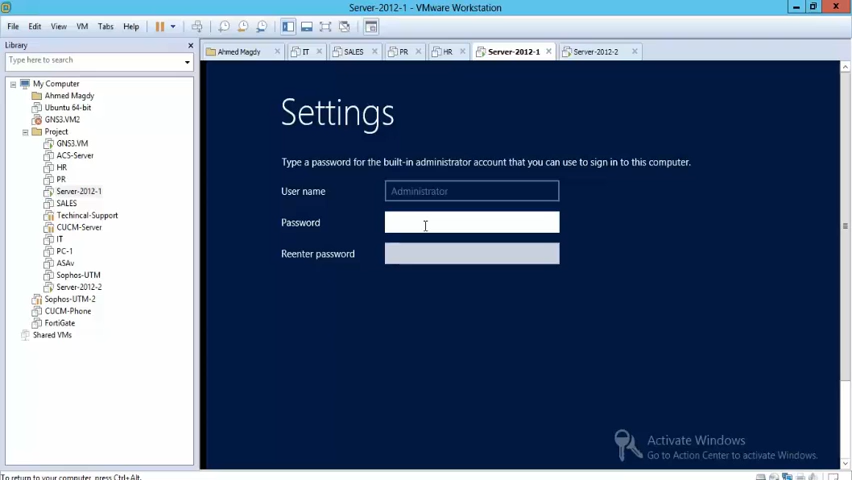 Server-2012-1 - VMware Workstation
File Edit View VM Tabs Help
Library
Type here to search
My Computer
Ahmed Magdy
Ubuntu 64-bit
GNS3.VM2
Project
GNS3.VM
ACS-Server
HR
PR
Server-2012-1
SALES
Techincal-Support
CUCM-Server
IT
PC-1
ASAv
Sophos-UTM
Server-2012-2
Sophos-UTM-2
CUCM-Phone
FortiGate
Shared VMs
Ahmed Magdy IT SALES PR HR Server-2012-1 Server-2012-2
Settings
Type a password for the built-in administrator account that you can use to sign in to this computer.
User name Administrator
Password
Reenter password
Activate Windows
Go to Action Center to activate Windows.
To return to your computer, press Ctrl+Alt.